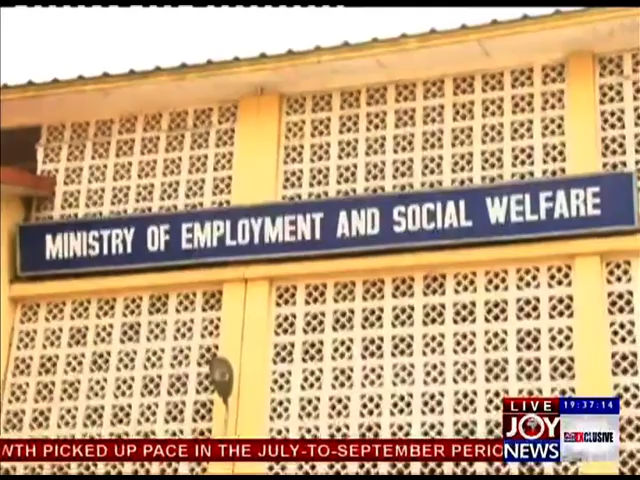 MINISTRY OF EMPLOYMENT AND SOCIAL WELFARE
LIVE 19:37:14
JOY
NEWS
EXCLUSIVE
WTH PICKED UP PACE IN THE JULY-TO-SEPTEMBER PERIO